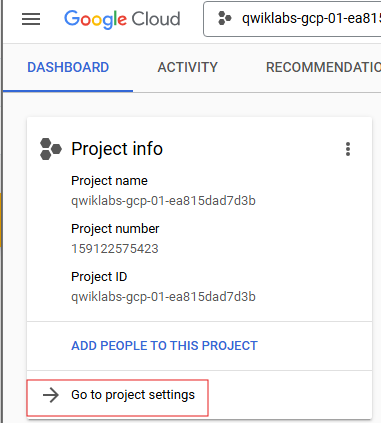 Google Cloud
qwiklabs-gcp-01-ea815
DASHBOARD
ACTIVITY
RECOMMENDATIO
Project info
Project name
qwiklabs-gcp-01-ea815dad7d3b
Project number
159122575423
Project ID
qwiklabs-gcp-01-ea815dad7d3b
ADD PEOPLE TO THIS PROJECT
Go to project settings